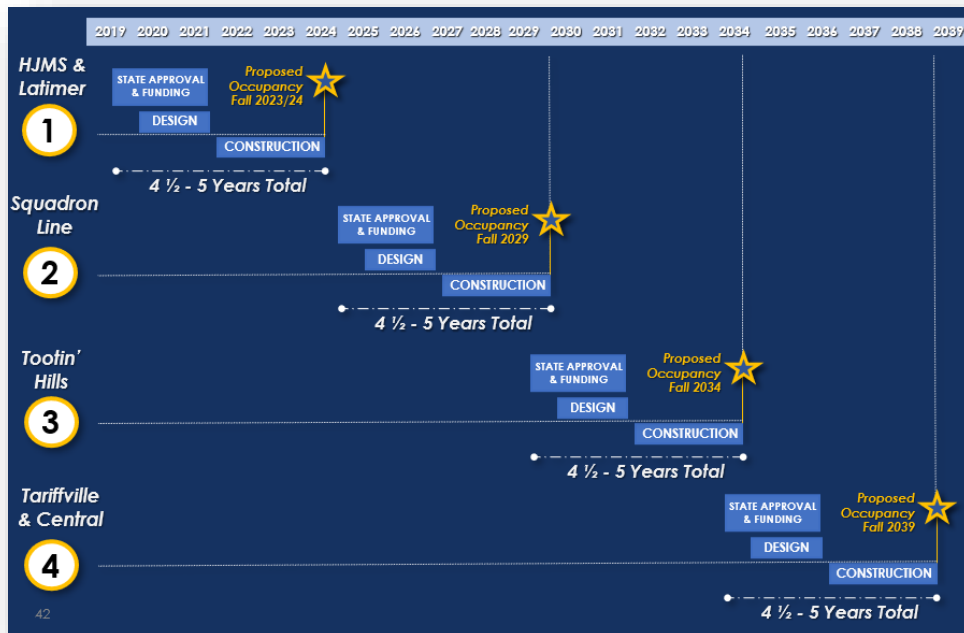 2019 2020 2021 2022 2023 2024 2025 2026 2027 2028 2029 2030 2031 2032 2033 2034 2035 2036 2037 2038 2039
HJMS &
Latimer
1
STATE APPROVAL
& FUNDING
DESIGN
CONSTRUCTION
Proposed
Occupancy
Fall 2023/24
4 ½ - 5 Years Total
Squadron
Line
2
STATE APPROVAL
& FUNDING
DESIGN
CONSTRUCTION
Proposed
Occupancy
Fall 2029
4 ½ - 5 Years Total
Tootin'
Hills
3
STATE APPROVAL
& FUNDING
DESIGN
CONSTRUCTION
Proposed
Occupancy
Fall 2034
4 ½ - 5 Years Total
Tariffville
& Central
4
STATE APPROVAL
& FUNDING
DESIGN
CONSTRUCTION
Proposed
Occupancy
Fall 2039
4 ½ - 5 Years Total
42